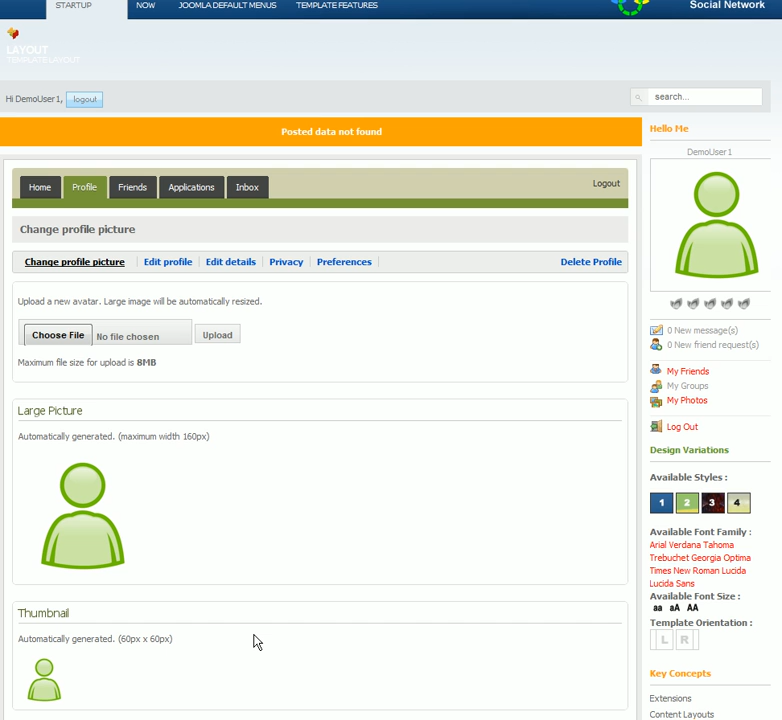 STARTUP NOW JOOMLA DEFAULT MENUS TEMPLATE FEATURES Social Network
LAYOUT
TEMPLATE-LAYOUT
Hi DemoUser1, logout search...
Posted data not found
Home Profile Friends Applications Inbox Logout
Change profile picture
Change profile picture Edit profile Edit details Privacy Preferences Delete Profile
Upload a new avatar. Large image will be automatically resized.
Choose File No file chosen Upload
Maximum file size for upload is 8MB
Large Picture
Automatically generated. (maximum width 160px)
Thumbnail
Automatically generated. (60px x 60px)
Hello Me
DemoUser1
0 New message(s)
0 New friend request(s)
My Friends
My Groups
My Photos
Log Out
Design Variations
Available Styles :
1 2 3 4
Available Font Family :
Arial Verdana Tahoma
Trebuchet Georgia Optima
Times New Roman Lucida
Lucida Sans
Available Font Size :
aa aA AA
Template Orientation :
L R
Key Concepts
Extensions
Content Layouts